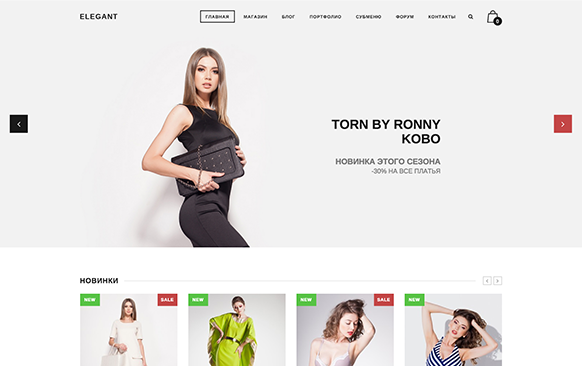 ELEGANT
ГЛАВНАЯ МАГАЗИН БЛОГ ПОРТФОЛИО СУБМЕНЮ ФОРУМ КОНТАКТЫ
0
TORN BY RONNY
KOBO
НОВИНКА ЭТОГО СЕЗОНА
-30% НА ВСЕ ПЛАТЬЯ
НОВИНКИ
NEW SALE NEW NEW SALE NEW